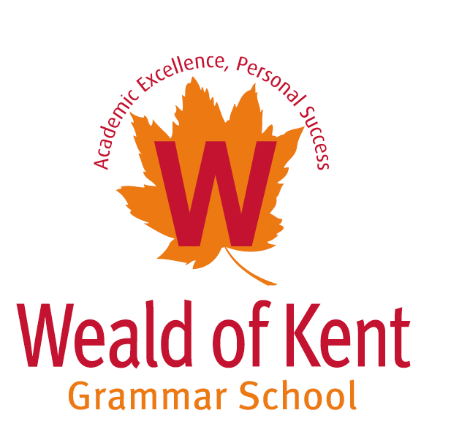 Academic Excellence, Personal Success
W
Weald of Kent
Grammar School